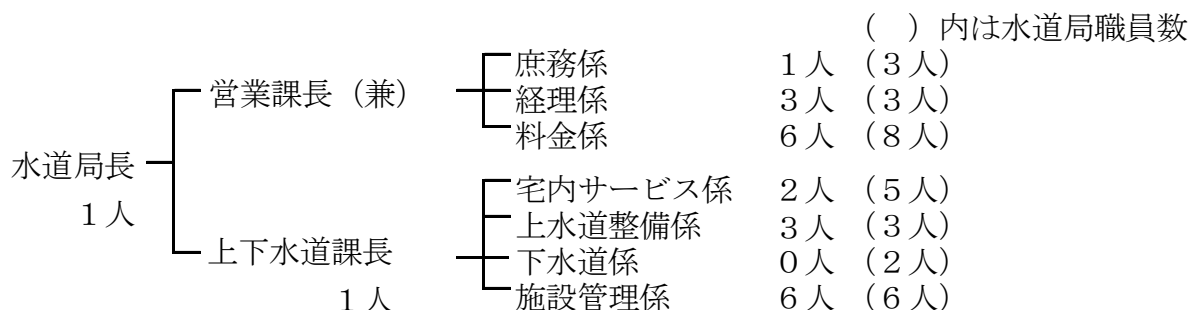 （　）内は水道局職員数
庶務係　１人（３人）
営業課長（兼）　経理係　３人（３人）
料金係　６人（８人）
水道局長
１人
宅内サービス係　２人（５人）
上水道整備係　３人（３人）
上下水道課長　下水道係　０人（２人）
１人　施設管理係　６人（６人）